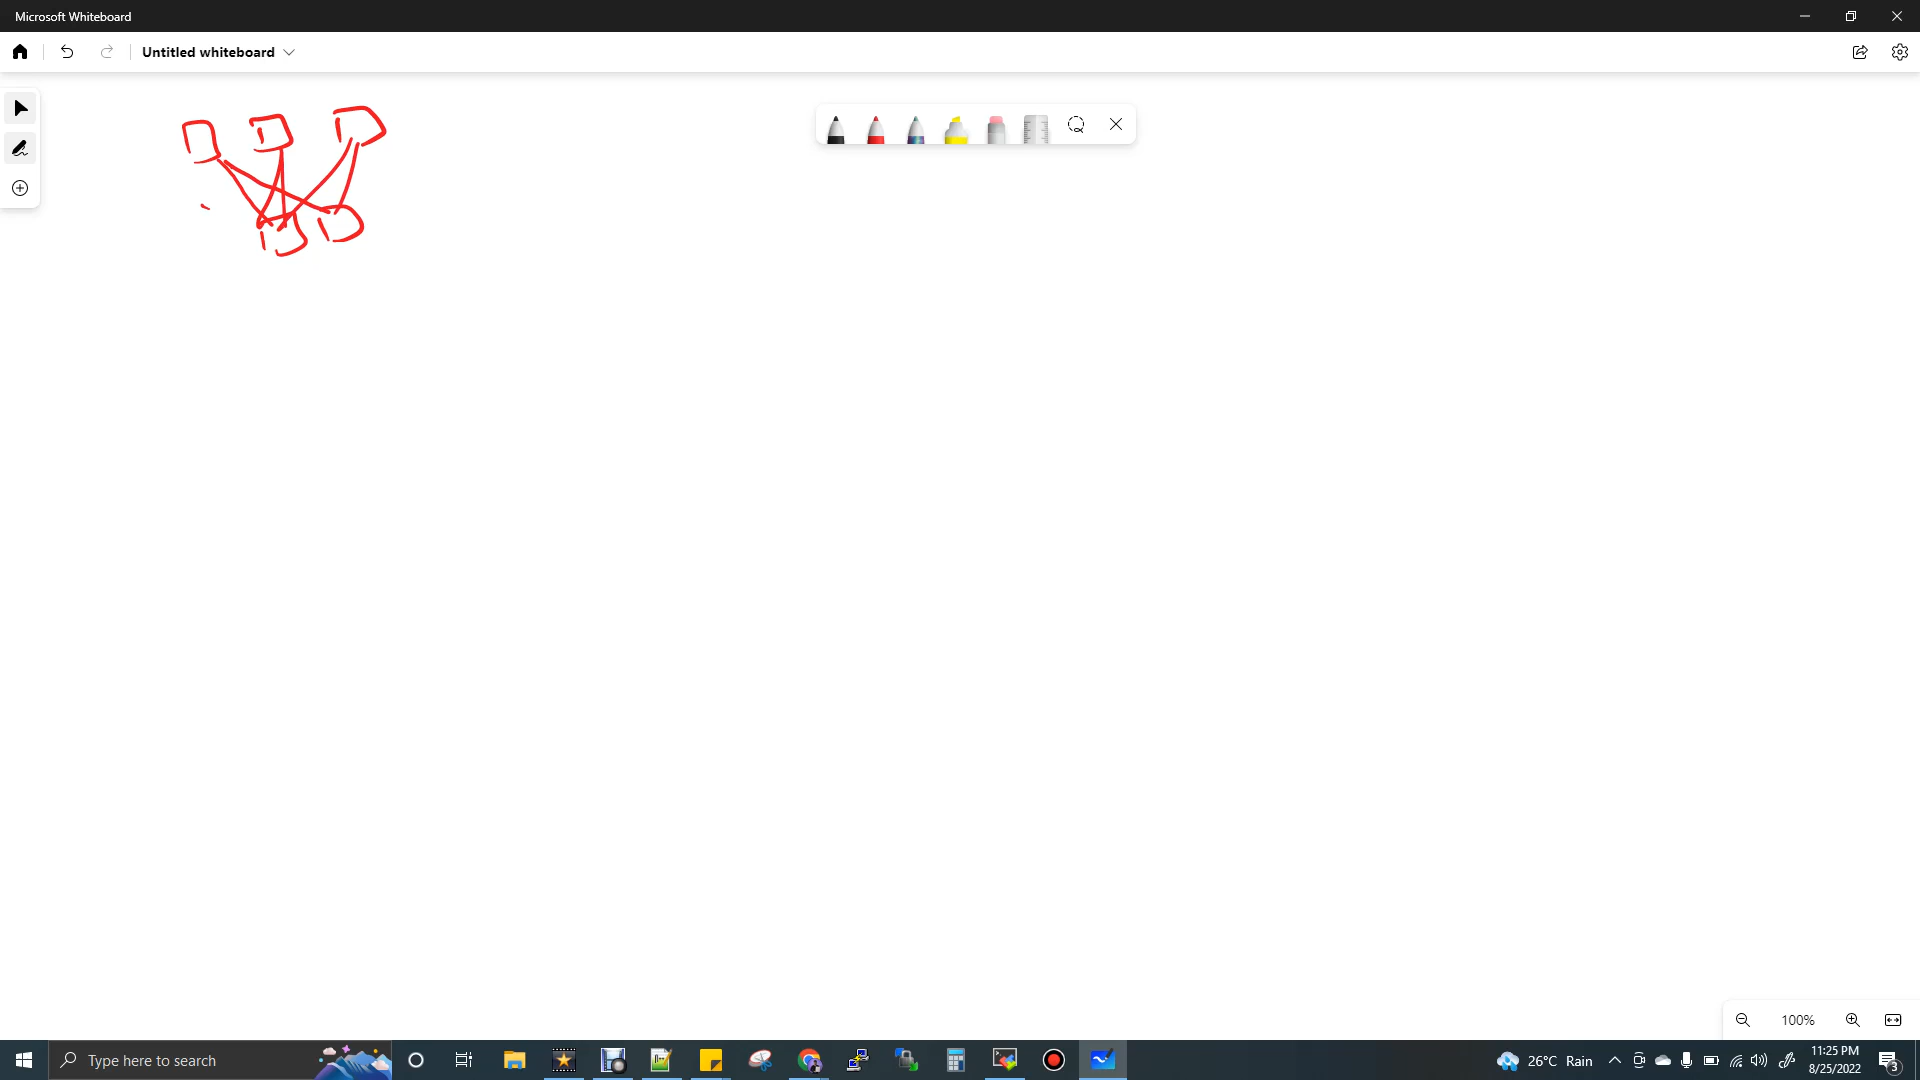 Microsoft Whiteboard
Untitled whiteboard
100%
Type here to search
26°C Rain
11:25 PM
8/25/2022
3